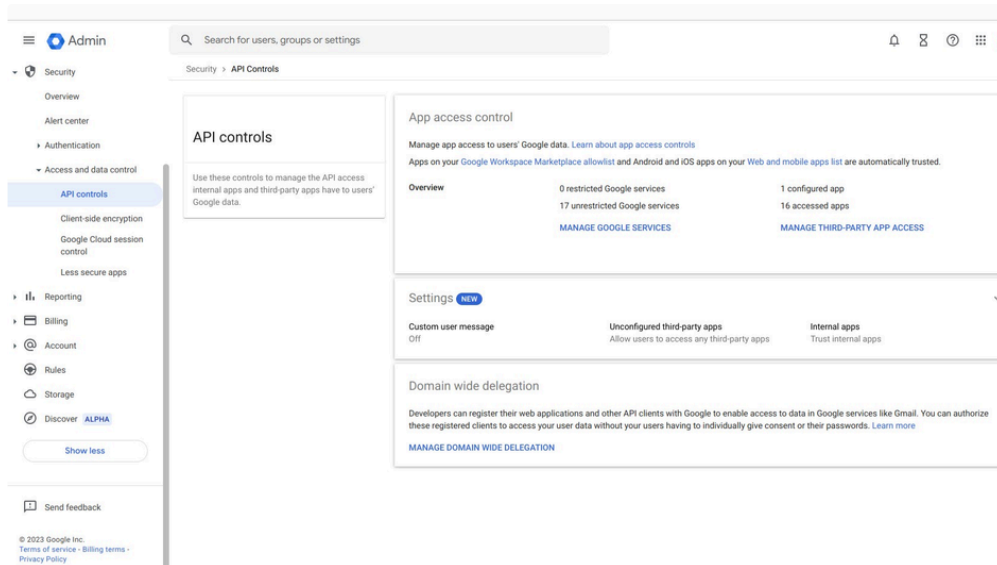 Admin
Search for users, groups or settings
Security
Overview
Alert center
Authentication
Access and data control
API controls
Client-side encryption
Google Cloud session
control
Less secure apps
Reporting
Billing
Account
Rules
Storage
Discover ALPHA
Show less
Send feedback
© 2023 Google Inc.
Terms of service - Billing terms -
Privacy Policy
Security > API Controls
API controls
Use these controls to manage the API access
internal apps and third-party apps have to users'
Google data.
App access control
Manage app access to users' Google data. Learn about app access controls
Apps on your Google Workspace Marketplace allowlist and Android and iOS apps on your Web and mobile apps list are automatically trusted.
Overview
0 restricted Google services
17 unrestricted Google services
MANAGE GOOGLE SERVICES
1 configured app
16 accessed apps
MANAGE THIRD-PARTY APP ACCESS
Settings NEW
Custom user message
Off
Unconfigured third-party apps
Allow users to access any third-party apps
Internal apps
Trust internal apps
Domain wide delegation
Developers can register their web applications and other API clients with Google to enable access to data in Google services like Gmail. You can authorize
these registered clients to access your user data without your users having to individually give consent or their passwords. Learn more
MANAGE DOMAIN WIDE DELEGATION